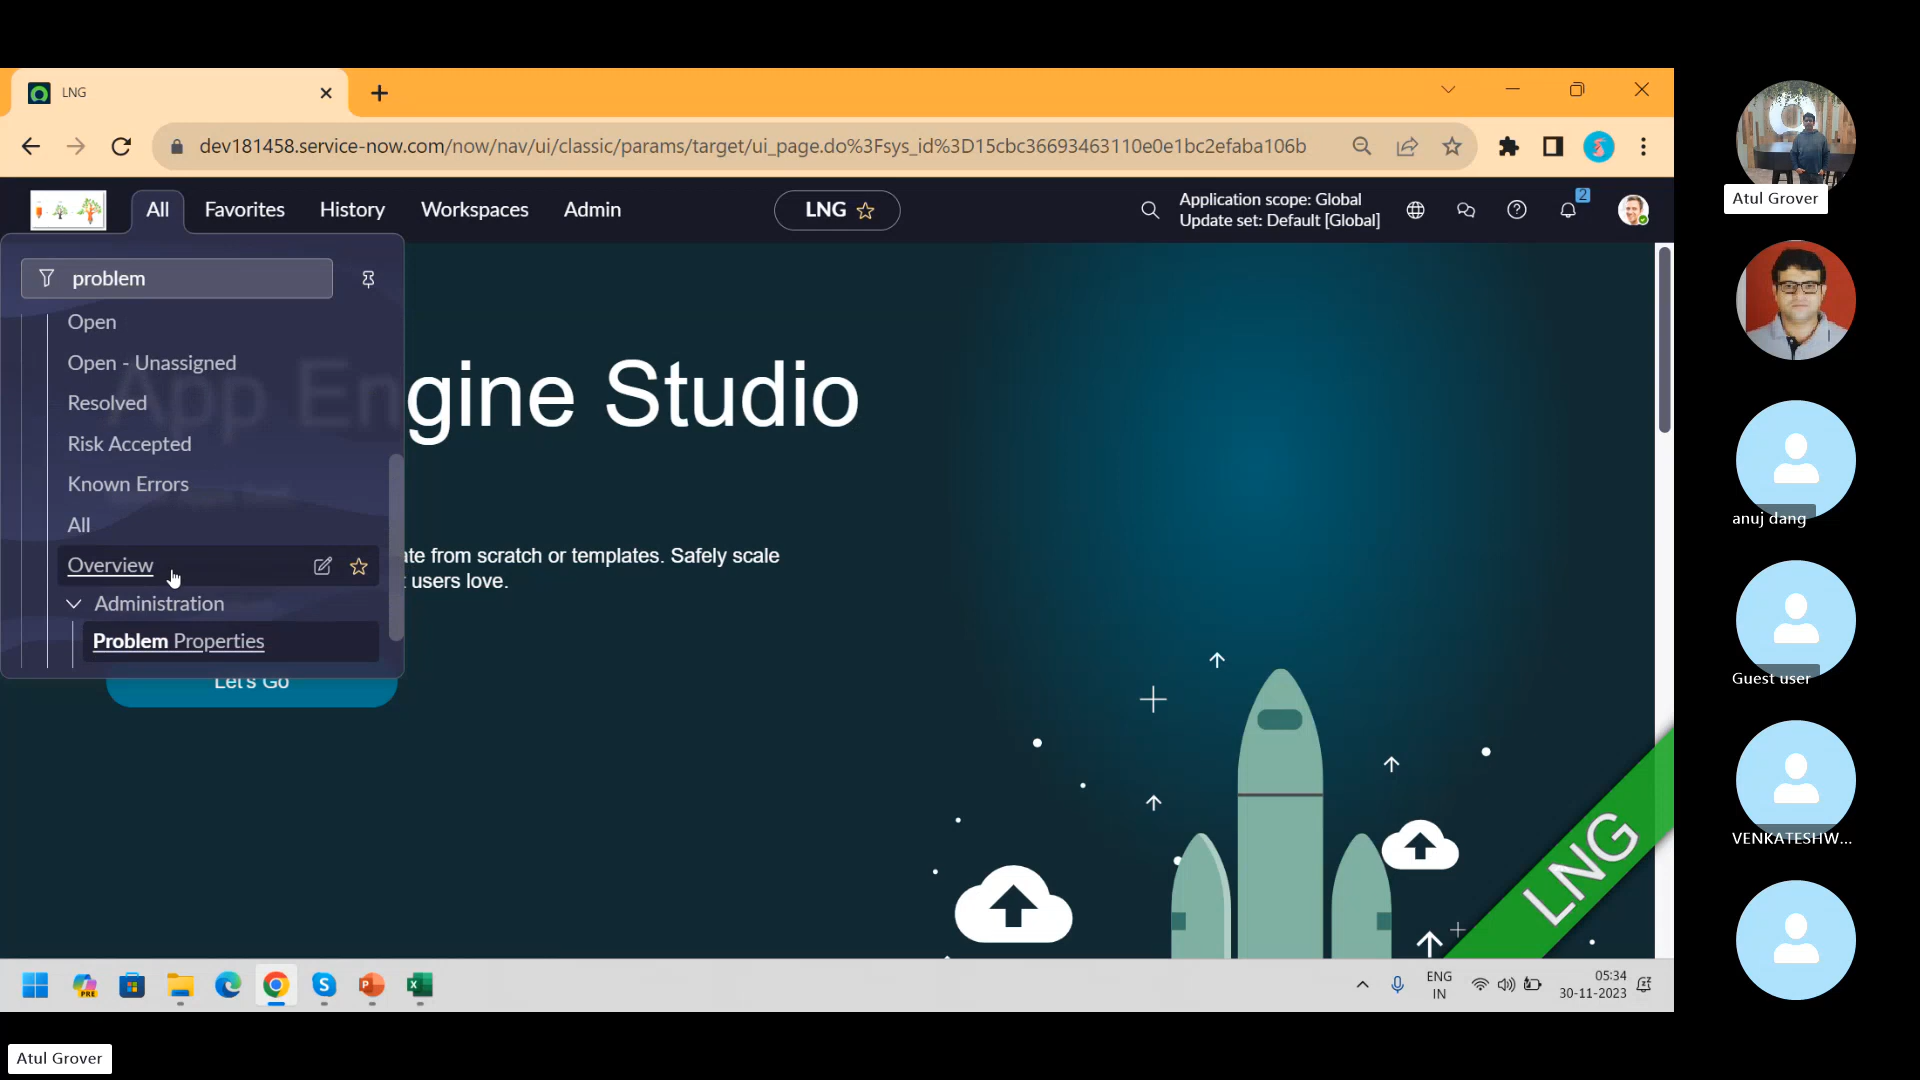 LNG
dev181458.service-now.com/now/nav/ui/classic/params/target/ui_page.do%3Fsys_id%3D15cbc36693463110e0e1bc2efaba106b
All
Favorites
History
Workspaces
Admin
LNG
Application scope: Global
Update set: Default [Global]
2
problem
Open
Open - Unassigned
Resolved
Risk Accepted
Known Errors
All
Overview
Administration
Problem Properties
App Engine Studio
ate from scratch or templates. Safely scale
t users love.
Let's Go
LNG
PRE
ENG
IN
05:34
30-11-2023
Atul Grover
anuj dang
Guest user
VENKATESHW...
Atul Grover